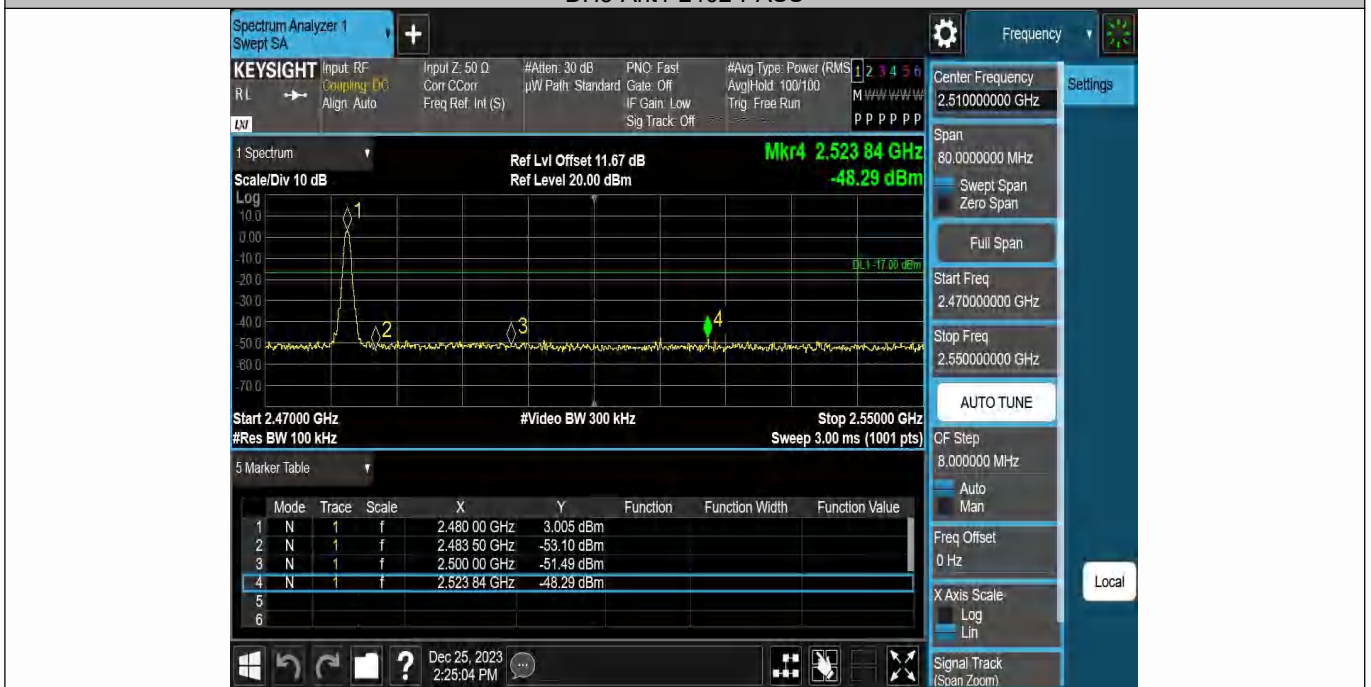 Spectrum Analyzer 1
Swept SA
+
Frequency
KEYSIGHT
RL
LXI
Input: RF
Coupling: DC
Align: Auto
Input Z: 50 Ω
Corr CCorr
Freq Ref: Int (S)
#Atten: 30 dB
µW Path: Standard
PNO: Fast
Gate: Off
IF Gain: Low
Sig Track: Off
#Avg Type: Power (RMS
Avg|Hold: 100/100
Trig: Free Run
1 2 3 4 5 6
M W W W W W
P P P P P P
Center Frequency
2.510000000 GHz
Settings
Span
80.0000000 MHz
Swept Span
Zero Span
Full Span
Start Freq
2.470000000 GHz
Stop Freq
2.550000000 GHz
AUTO TUNE
CF Step
8.000000 MHz
Auto
Man
Freq Offset
0 Hz
X Axis Scale
Log
Lin
Signal Track
(Span Zoom)
Local
1 Spectrum
Scale/Div 10 dB
Ref Lvl Offset 11.67 dB
Ref Level 20.00 dBm
Mkr4 2.523 84 GHz
-48.29 dBm
Log
10.0
0.00
-10.0
-20.0
-30.0
-40.0
-50.0
-60.0
-70.0
1
2
3
4
DL1 -17.00 dBm
Start 2.47000 GHz
#Res BW 100 kHz
#Video BW 300 kHz
Stop 2.55000 GHz
Sweep 3.00 ms (1001 pts)
5 Marker Table
Mode Trace Scale X Y Function Function Width Function Value
1 N 1 f 2.480 00 GHz 3.005 dBm
2 N 1 f 2.483 50 GHz -53.10 dBm
3 N 1 f 2.500 00 GHz -51.49 dBm
4 N 1 f 2.523 84 GHz -48.29 dBm
5
6
?
Dec 25, 2023
2:25:04 PM